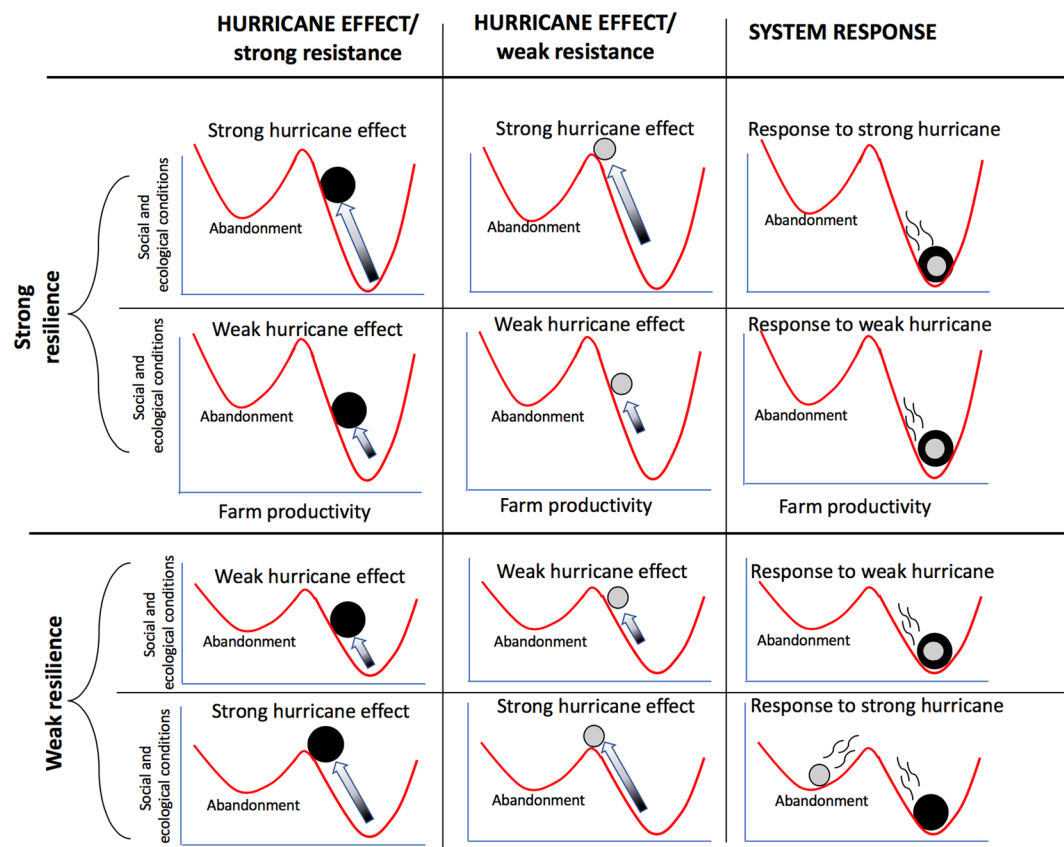 HURRICANE EFFECT/
strong resistance
HURRICANE EFFECT/
weak resistance
SYSTEM RESPONSE
Strong
resilience
Social and
ecological conditions
Strong hurricane effect
Abandonment
Strong hurricane effect
Abandonment
Response to strong hurricane
Abandonment
Social and
ecological conditions
Weak hurricane effect
Abandonment
Weak hurricane effect
Abandonment
Response to weak hurricane
Abandonment
Farm productivity
Farm productivity
Farm productivity
Weak resilience
Social and
ecological conditions
Weak hurricane effect
Abandonment
Weak hurricane effect
Abandonment
Response to weak hurricane
Abandonment
Social and
ecological conditions
Strong hurricane effect
Abandonment
Strong hurricane effect
Abandonment
Response to strong hurricane
Abandonment